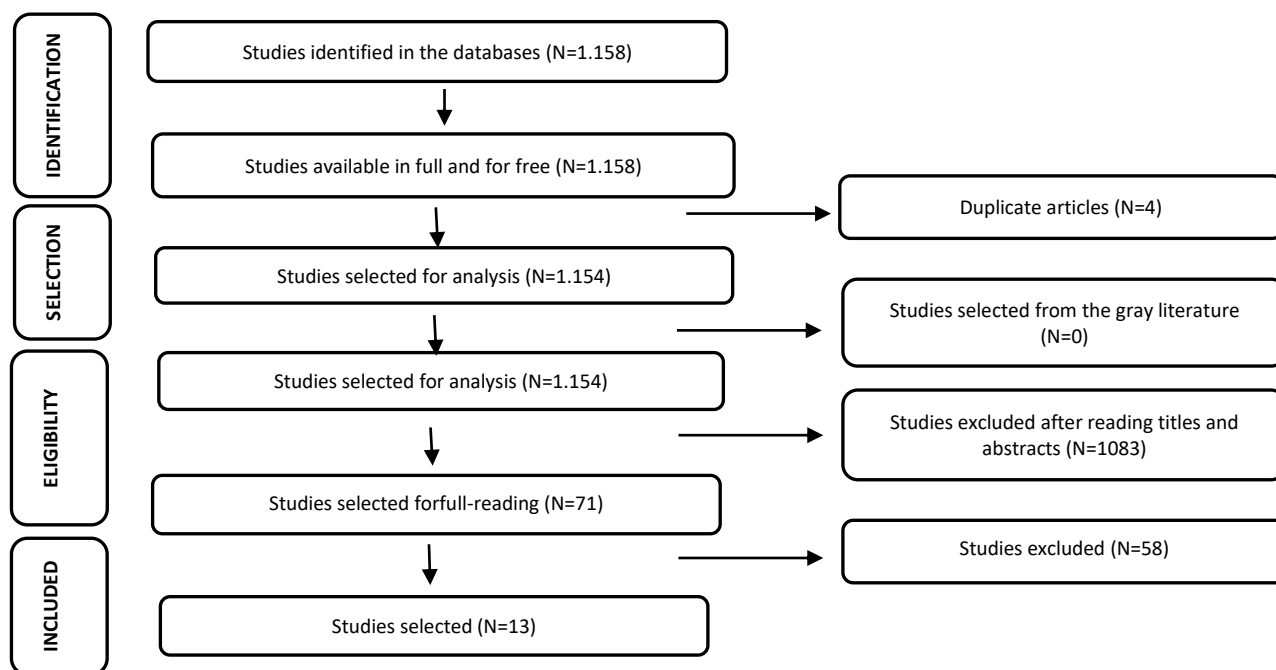 IDENTIFICATION
Studies identified in the databases (N=1.158)
Studies available in full and for free (N=1.158)
Duplicate articles (N=4)
SELECTION
Studies selected for analysis (N=1.154)
Studies selected from the gray literature
(N=0)
ELIGIBILITY
Studies selected for analysis (N=1.154)
Studies excluded after reading titles and
abstracts (N=1083)
Studies selected forfull-reading (N=71)
INCLUDED
Studies excluded (N=58)
Studies selected (N=13)